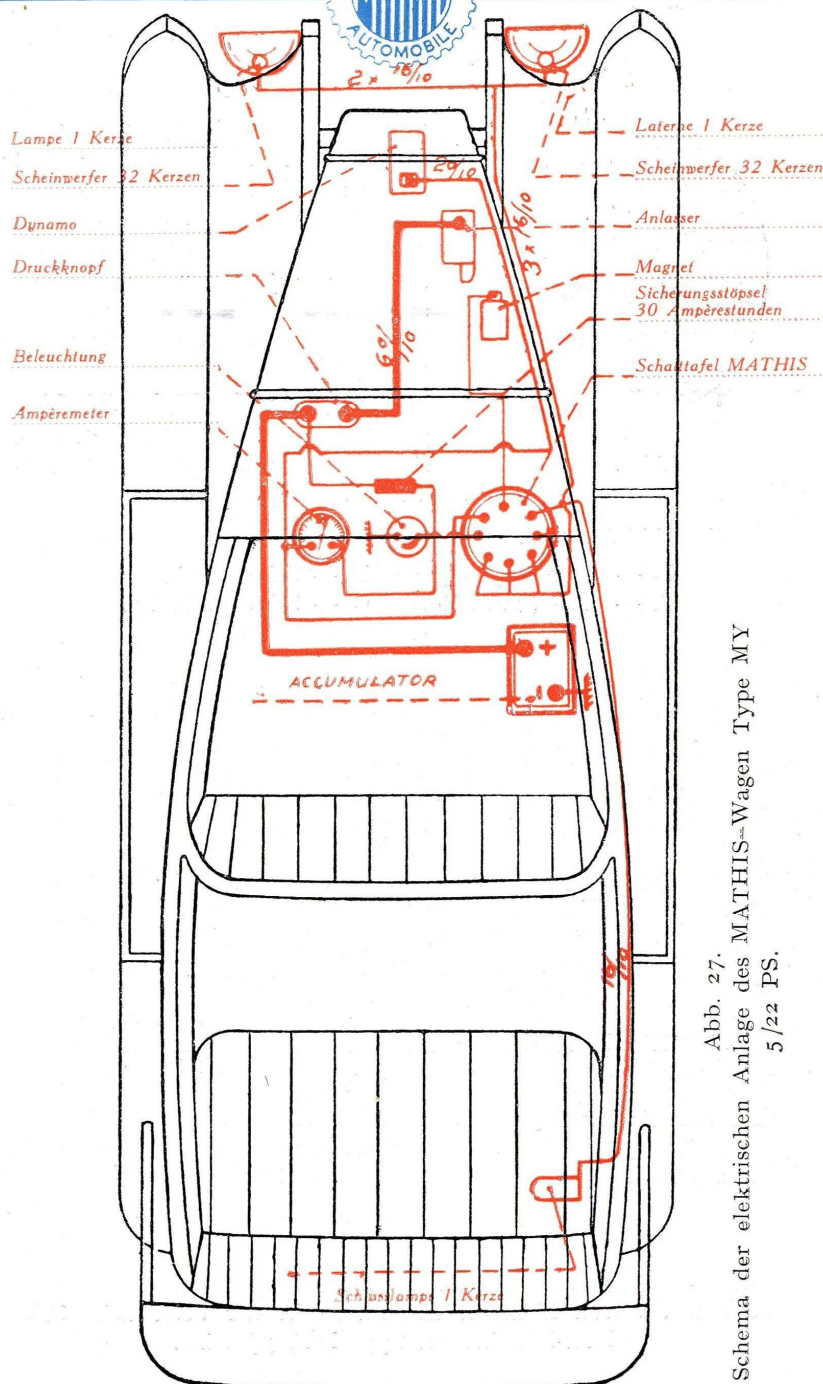 AUTOMOBILE
2 x 16/10
Lampe 1 Kerze
Scheinwerfer 32 Kerzen
Dynamo
Druckknopf
Beleuchtung
Ampèremeter
Laterne 1 Kerze
Scheinwerfer 32 Kerzen
Anlasser
Magnet
Sicherungsstöpsel
30 Ampèrestunden
Schalttafel MATHIS
20/10
3 x 16/10
60/10
+
-
ACCUMULATOR
16/10
Schlusslampe 1 Kerze
Abb. 27.
Schema der elektrischen Anlage des MATHIS=Wagen Type MY
5/22 PS.